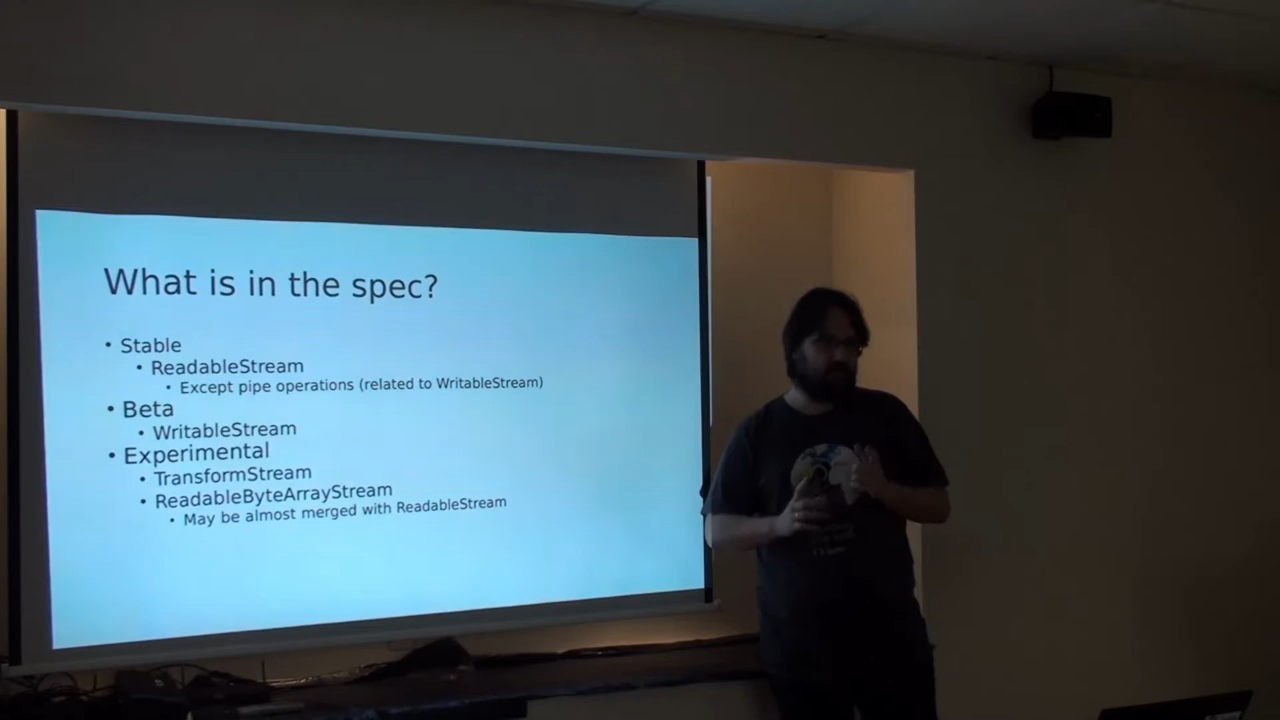 What is in the spec?
• Stable
• ReadableStream
• Except pipe operations (related to WritableStream)
• Beta
• WritableStream
• Experimental
• TransformStream
• ReadableByteArrayStream
• May be almost merged with ReadableStream